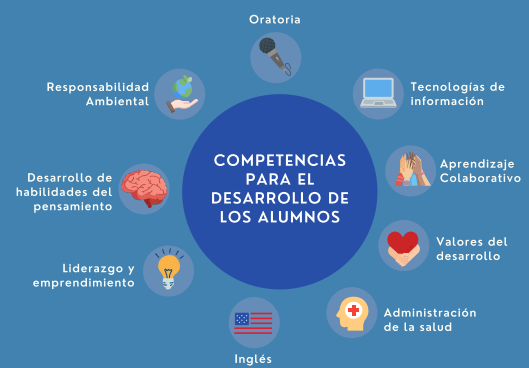 Oratoria
Responsabilidad
Ambiental
Tecnologías de
información
COMPETENCIAS
PARA EL
DESARROLLO DE
LOS ALUMNOS
Aprendizaje
Colaborativo
Desarrollo de
habilidades del
pensamiento
Valores del
desarrollo
Liderazgo y
emprendimiento
Administración
de la salud
Inglés